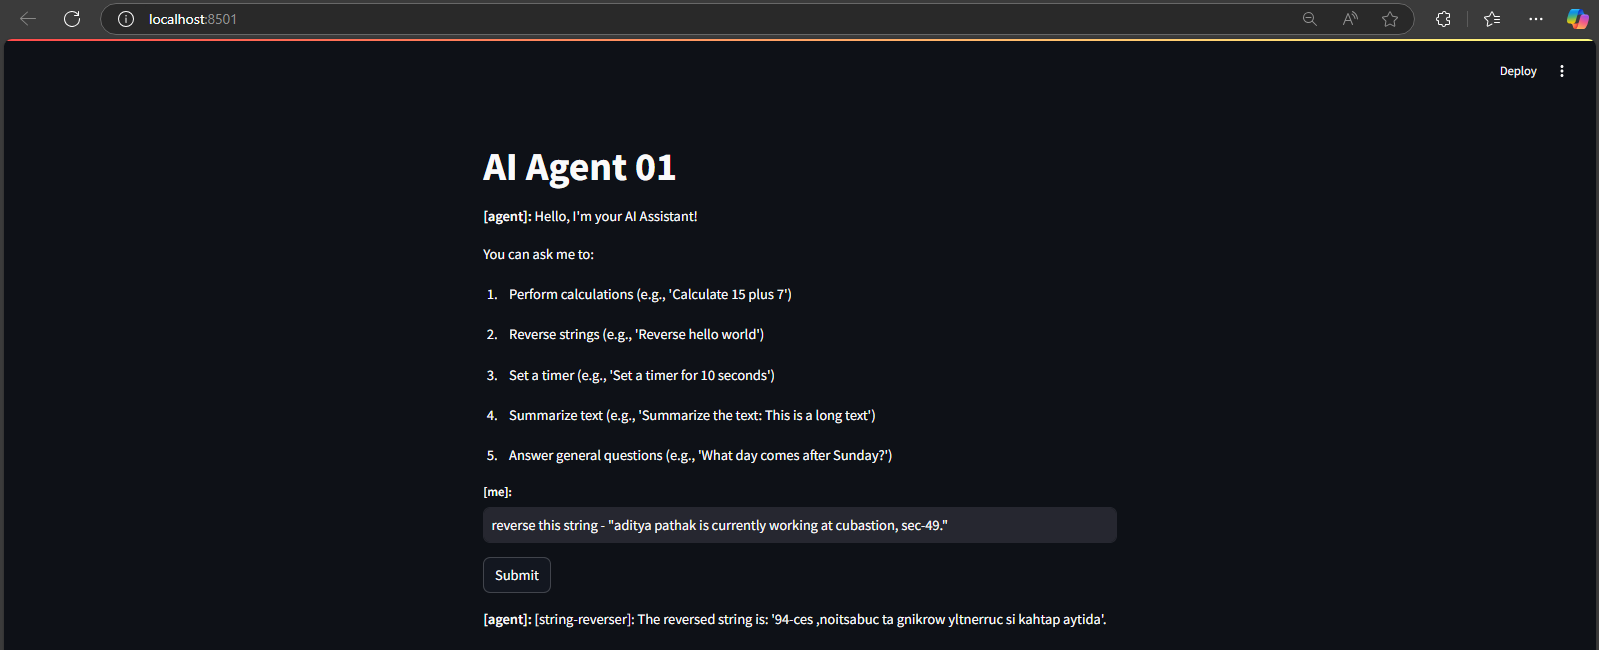 localhost:8501
Deploy
AI Agent 01
[agent]: Hello, I'm your AI Assistant!
You can ask me to:
1. Perform calculations (e.g., 'Calculate 15 plus 7')
2. Reverse strings (e.g., 'Reverse hello world')
3. Set a timer (e.g., 'Set a timer for 10 seconds')
4. Summarize text (e.g., 'Summarize the text: This is a long text')
5. Answer general questions (e.g., 'What day comes after Sunday?')
[me]:
reverse this string - "aditya pathak is currently working at cubastion, sec-49."
Submit
[agent]: [string-reverser]: The reversed string is: '94-ces ,noitsabuc ta gnikrow yltnerruc si kahtap aytida'.